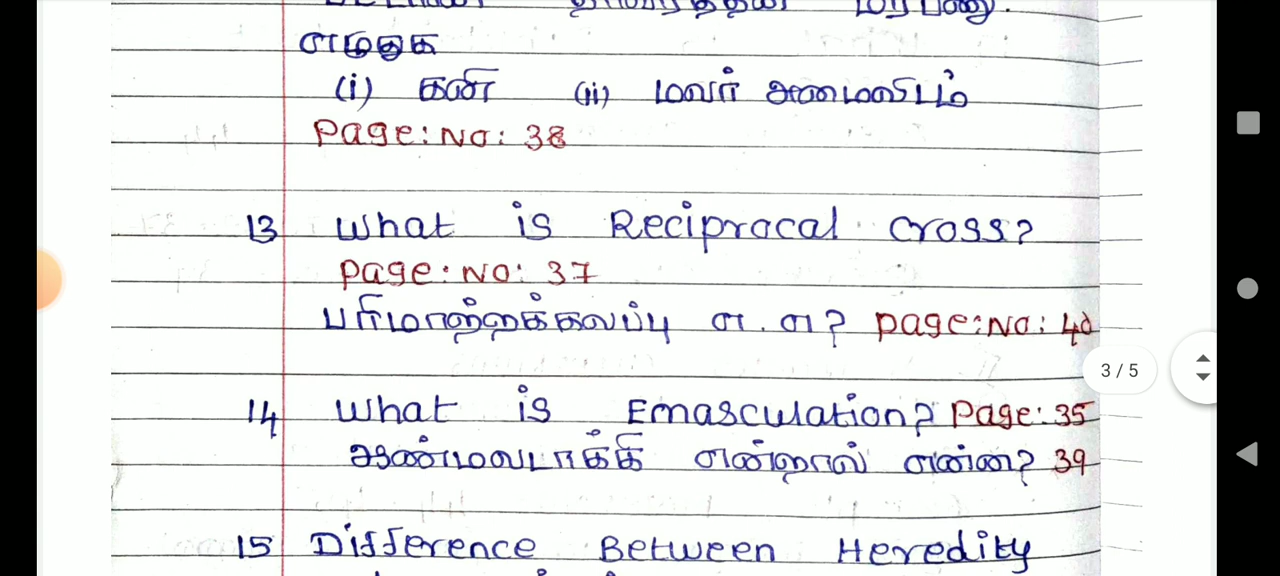 எழுதுக
(i) கனி (ii) மலர் அமைவிடம்
Page: No: 38
13 What is Reciprocal cross?
Page: No: 37
பரிமாற்றக்கலப்பு எ. எ? Page: No: 40
3 / 5
14 What is Emasculation? Page: 35
ஆண்மலடாக்கி என்றால் என்ன? 39
15 Difference Between Heredity